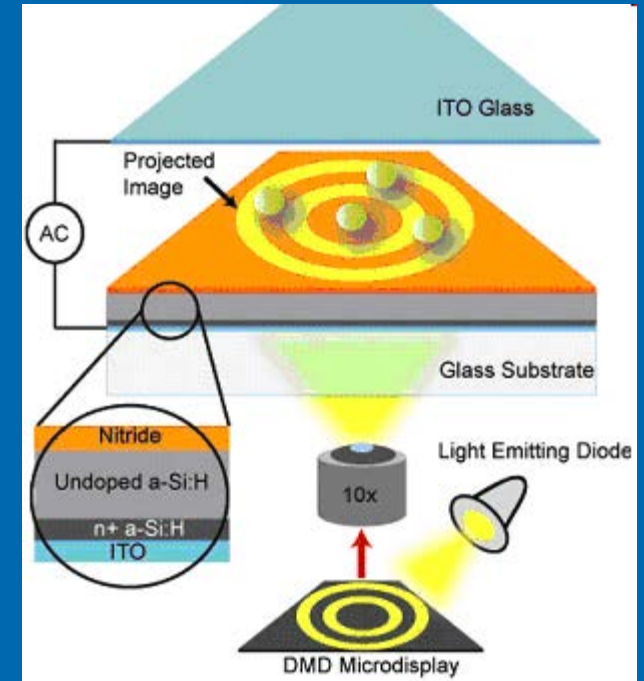 ITO Glass
Projected
Image
AC
Glass Substrate
Nitride
Undoped a-Si:H
n+ a-Si:H
ITO
Light Emitting Diode
10x
DMD Microdisplay